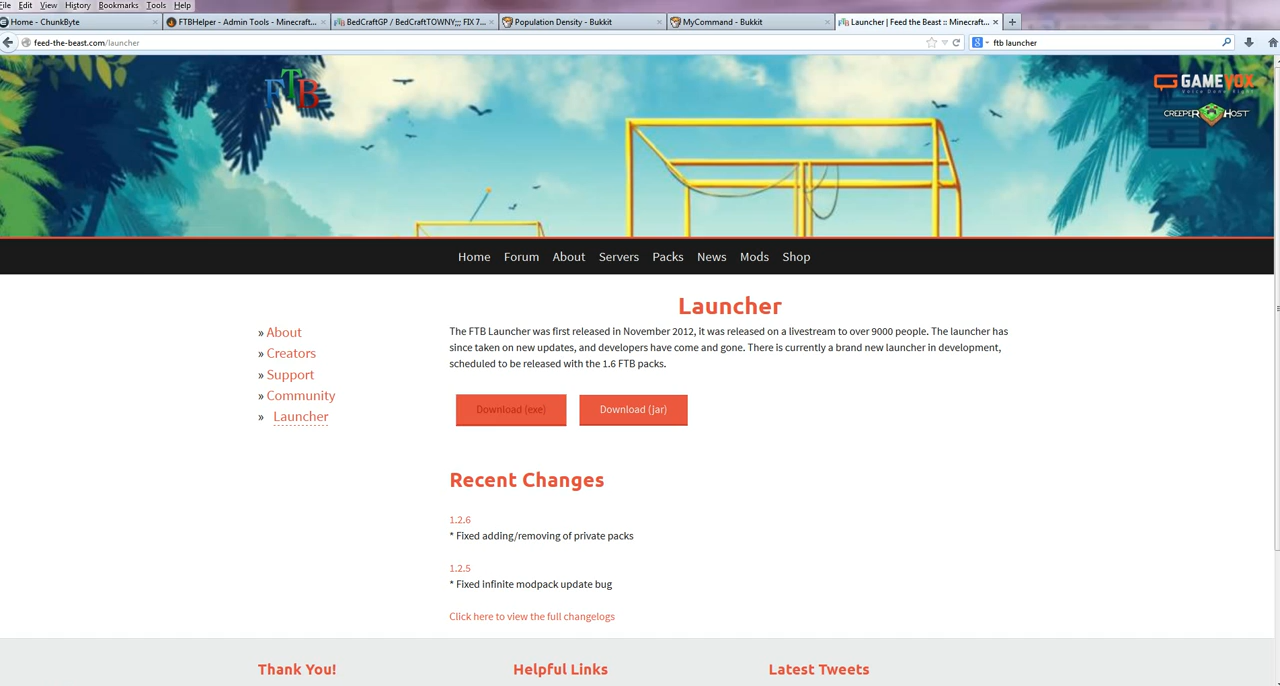 File Edit View History Bookmarks Tools Help
Home - ChunkByte
FTBHelper - Admin Tools - Minecraft...
BedCraftGP / BedCraftTOWNY;;; FIX 7...
Population Density - Bukkit
MyCommand - Bukkit
Launcher | Feed the Beast :: Minecraft...
feed-the-beast.com/launcher
ftb launcher
FTB
GAMEVOX
Voice Done Right
CREEPER HOST
Home Forum About Servers Packs News Mods Shop
» About
» Creators
» Support
» Community
» Launcher
Launcher
The FTB Launcher was first released in November 2012, it was released on a livestream to over 9000 people. The launcher has
since taken on new updates, and developers have come and gone. There is currently a brand new launcher in development,
scheduled to be released with the 1.6 FTB packs.
Download (exe) Download (jar)
Recent Changes
1.2.6
* Fixed adding/removing of private packs
1.2.5
* Fixed infinite modpack update bug
Click here to view the full changelogs
Thank You! Helpful Links Latest Tweets